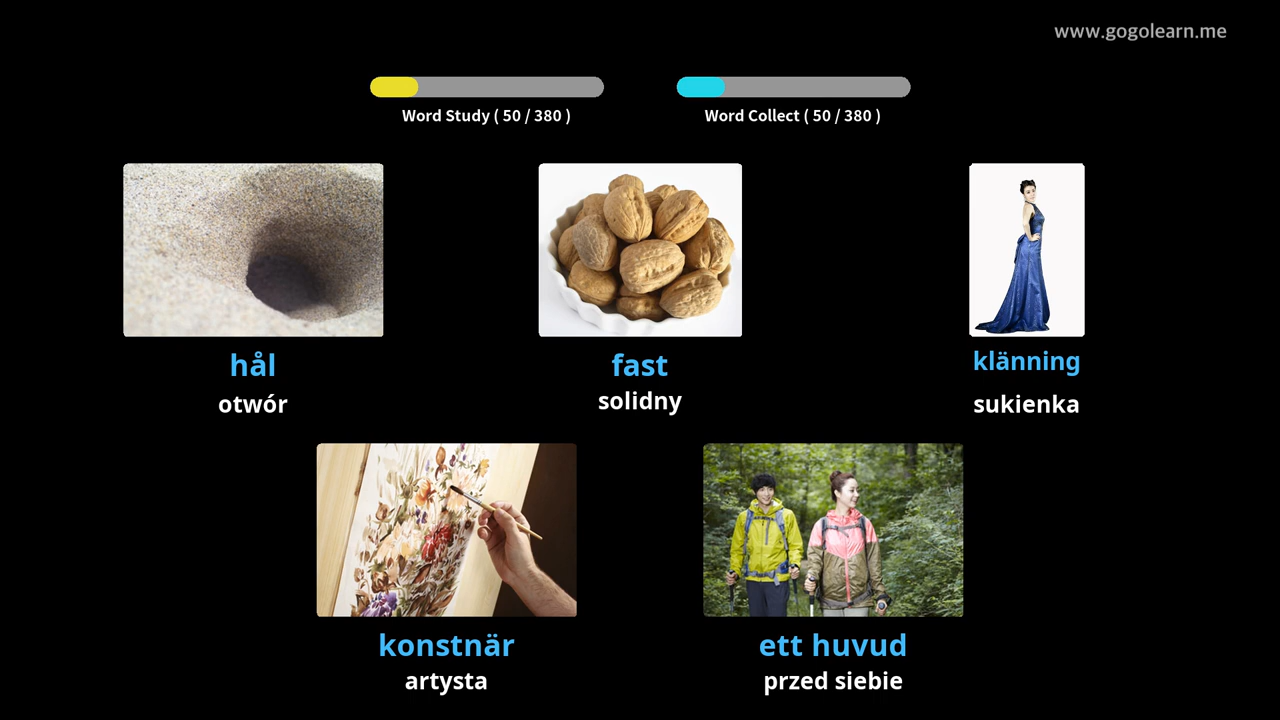 www.gogolearn.me
Word Study ( 50 / 380 )
Word Collect ( 50 / 380 )
hål
otwór
fast
solidny
klänning
sukienka
konstnär
artysta
ett huvud
przed siebie